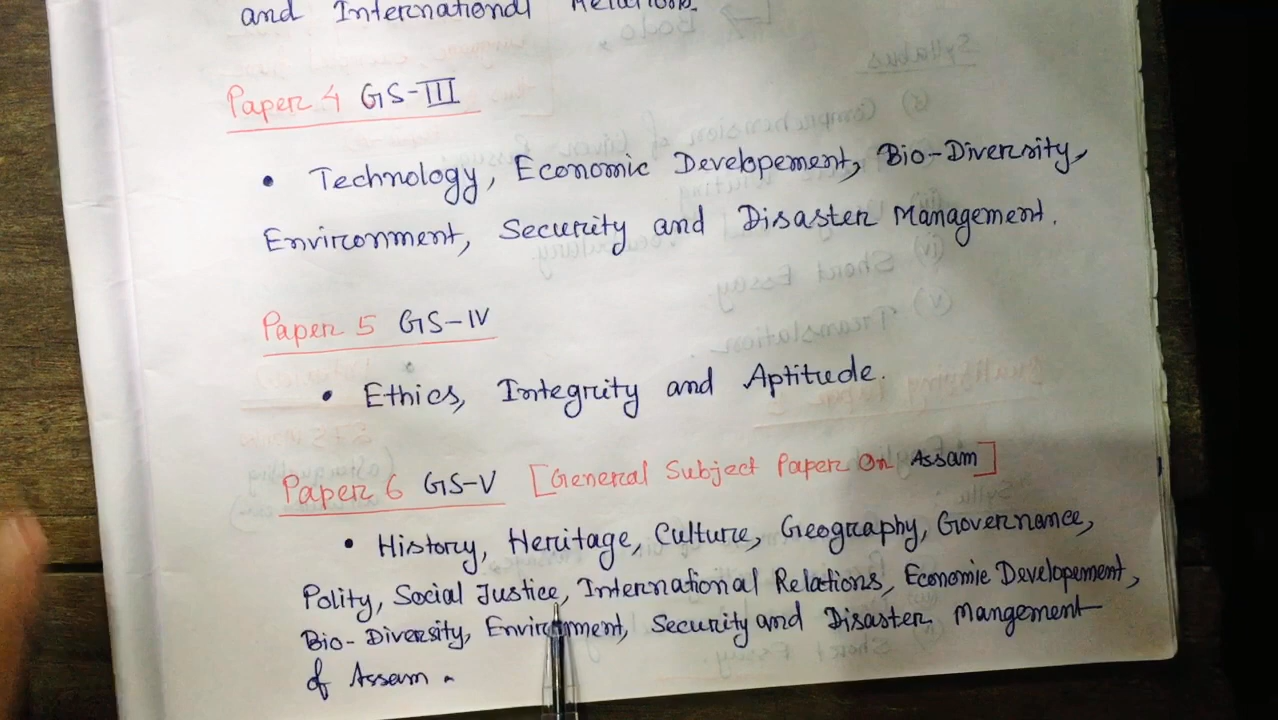 and International Relations
Paper 4 GS-III
• Technology, Economic Developement, Bio-Diversity,
Environment, Security and Disaster Management.
Paper 5 GS-IV
• Ethics, Integrity and Aptitude.
Paper 6 GS-V [General Subject Paper On Assam]
• History, Heritage, Culture, Geography, Governance,
Polity, Social Justice, International Relations, Economic Developement,
Bio-Diversity, Environment, Security and Disaster Mangement
of Assam.